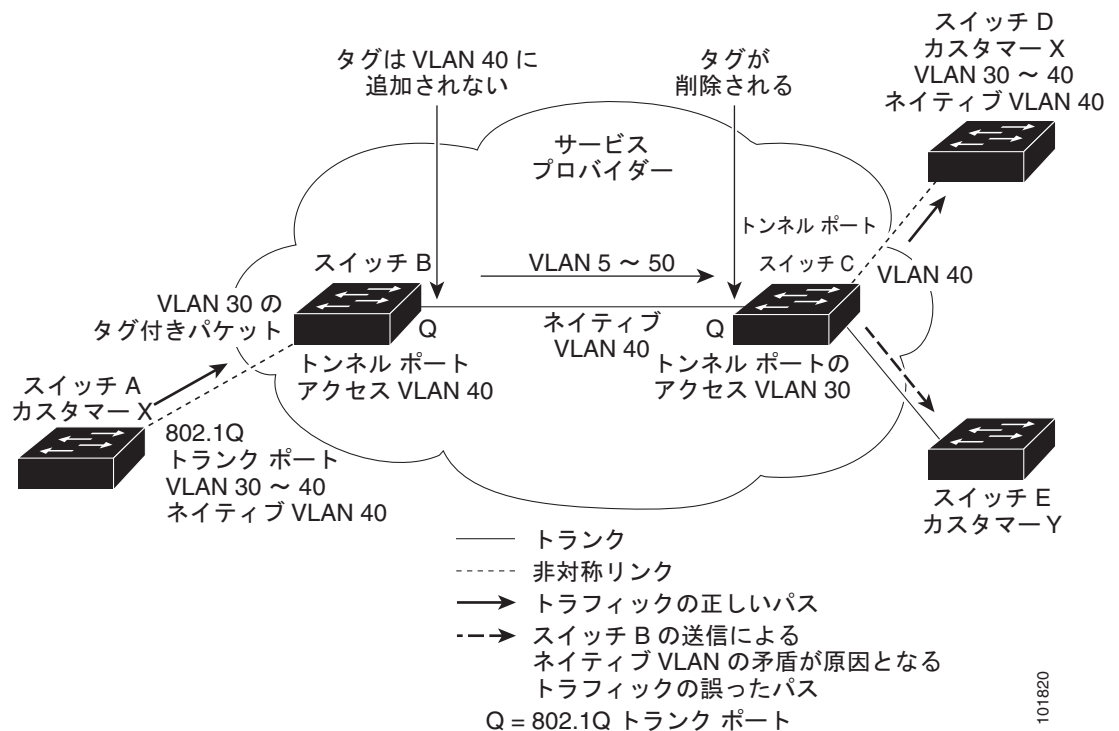 スイッチ D
カスタマー X
VLAN 30 ～ 40
ネイティブ VLAN 40
タグは VLAN 40 に
追加されない
タグが
削除される
サービス
プロバイダー
トンネル ポート
スイッチ B
VLAN 5 ～ 50
スイッチ C
VLAN 40
VLAN 30 の
タグ付きパケット
Q
ネイティブ
VLAN 40
Q
トンネル ポート
アクセス VLAN 40
トンネル ポートの
アクセス VLAN 30
スイッチ A
カスタマー X
802.1Q
トランク ポート
VLAN 30 ～ 40
ネイティブ VLAN 40
スイッチ E
カスタマー Y
トランク
非対称リンク
トラフィックの正しいパス
スイッチ B の送信による
ネイティブ VLAN の矛盾が原因となる
トラフィックの誤ったパス
Q = 802.1Q トランク ポート
101820